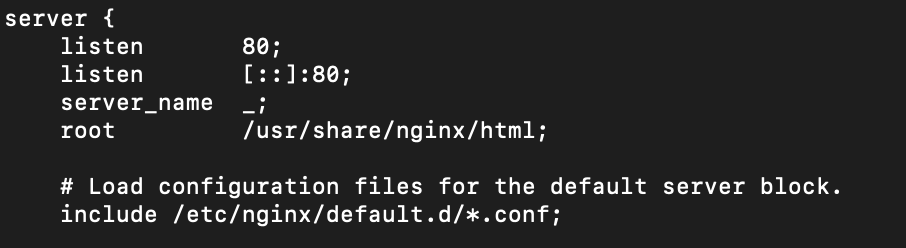 server {
    listen       80;
    listen       [::]:80;
    server_name  _;
    root         /usr/share/nginx/html;

    # Load configuration files for the default server block.
    include /etc/nginx/default.d/*.conf;